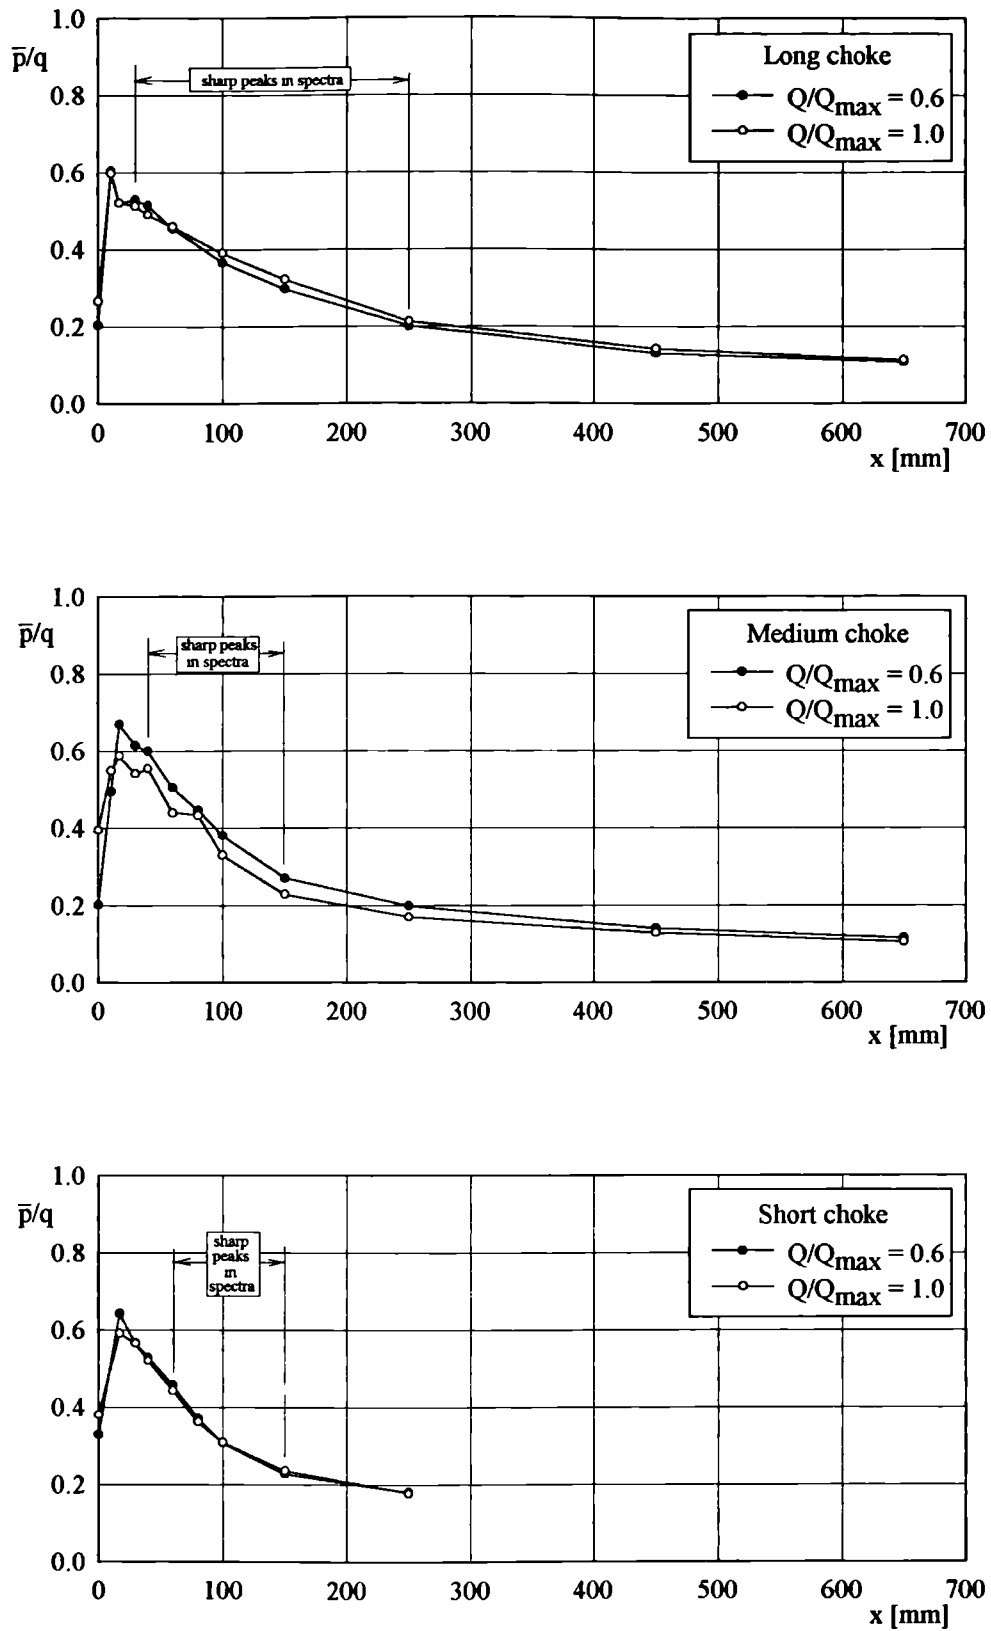 1.0
p̅/q
sharp peaks in spectra
0.8
0.6
0.4
0.2
0.0
Long choke
Q/Qmax = 0.6
Q/Qmax = 1.0
0 100 200 300 400 500 600 700
x [mm]
1.0
p̅/q
sharp peaks
in spectra
0.8
0.6
0.4
0.2
0.0
Medium choke
Q/Qmax = 0.6
Q/Qmax = 1.0
0 100 200 300 400 500 600 700
x [mm]
1.0
p̅/q
sharp
peaks
in
spectra
0.8
0.6
0.4
0.2
0.0
Short choke
Q/Qmax = 0.6
Q/Qmax = 1.0
0 100 200 300 400 500 600 700
x [mm]